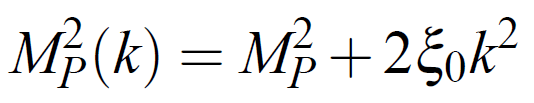 $M_P^2(k) = M_P^2 + 2\xi_0 k^2$